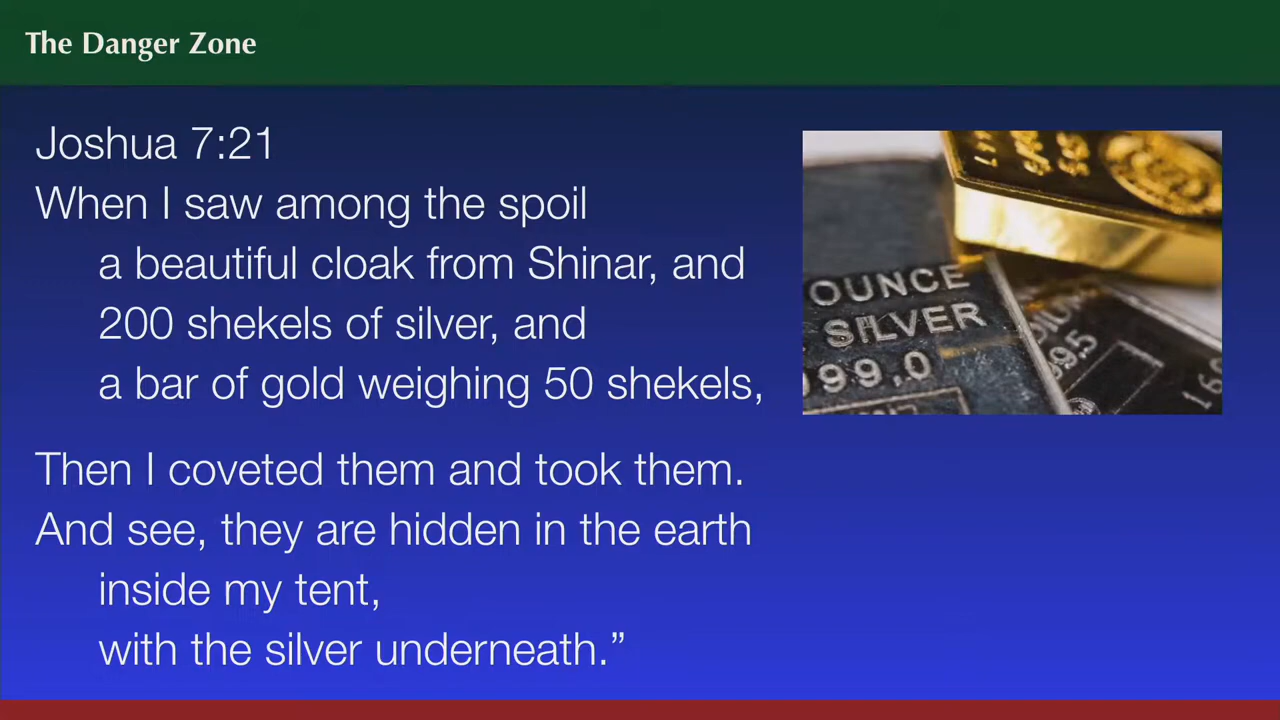 The Danger Zone
Joshua 7:21
When I saw among the spoil
a beautiful cloak from Shinar, and
200 shekels of silver, and
a bar of gold weighing 50 shekels,
Then I coveted them and took them.
And see, they are hidden in the earth
inside my tent,
with the silver underneath.”
OUNCE
SILVER
99.0